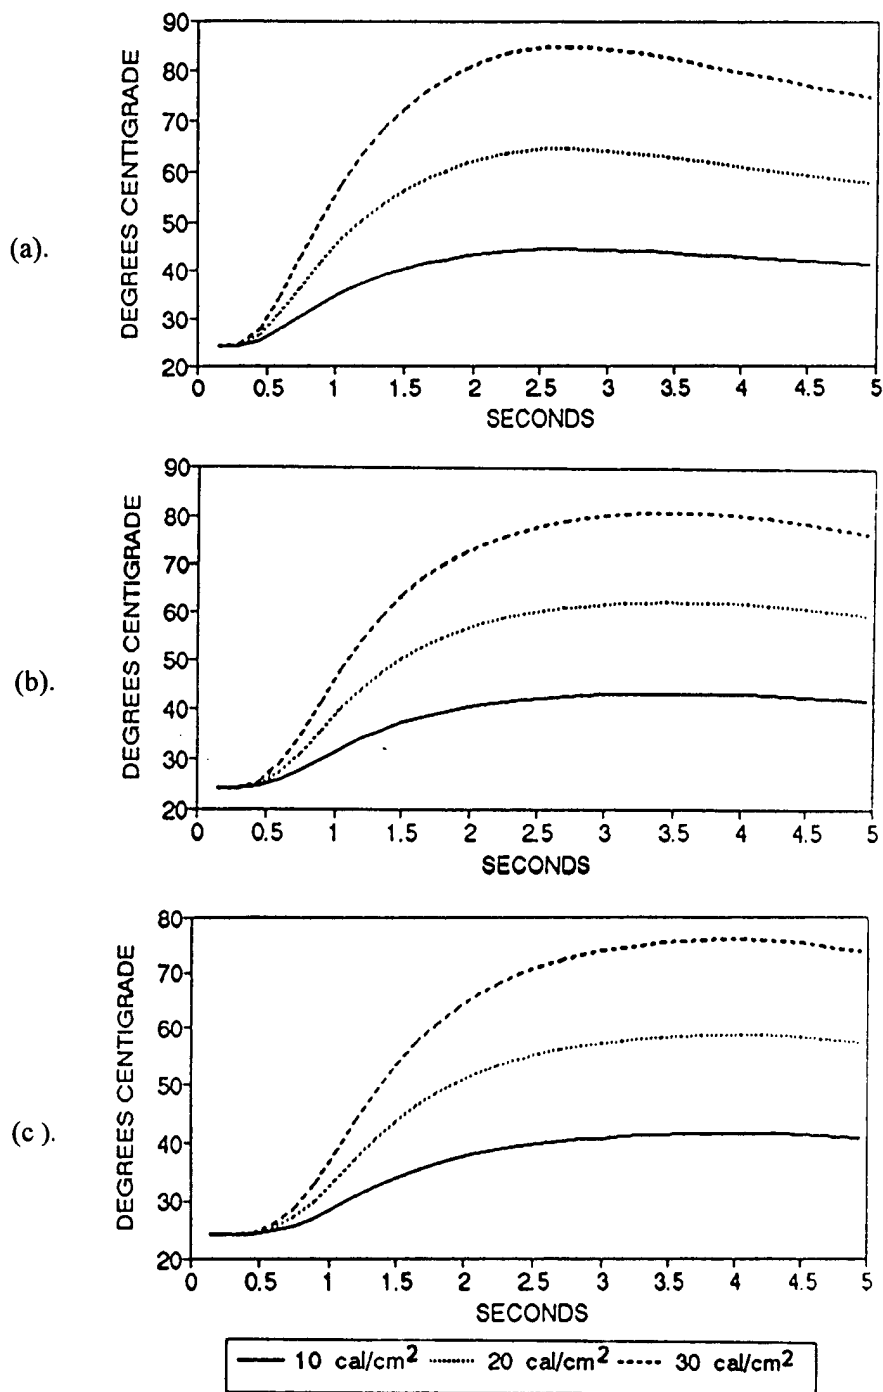 (a).
DEGREES CENTIGRADE
90
80
70
60
50
40
30
20
0 0.5 1 1.5 2 2.5 3 3.5 4 4.5 5
SECONDS
(b).
DEGREES CENTIGRADE
90
80
70
60
50
40
30
20
0 0.5 1 1.5 2 2.5 3 3.5 4 4.5 5
SECONDS
(c ).
DEGREES CENTIGRADE
80
70
60
50
40
30
20
0 0.5 1 1.5 2 2.5 3 3.5 4 4.5 5
SECONDS
10 cal/cm² 20 cal/cm² 30 cal/cm²